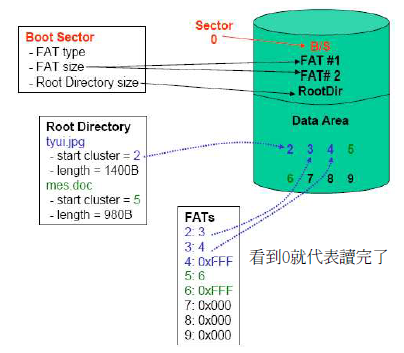 Boot Sector
- FAT type
- FAT size
- Root Directory size
Sector
0
B/S
FAT #1
FAT# 2
RootDir
Data Area
2 3 4 5
6 7 8 9
Root Directory
tyui.jpg
- start cluster = 2
- length = 1400B
mes.doc
- start cluster = 5
- length = 980B
FATs
2: 3
3: 4
4: 0xFFF
5: 6
6: 0xFFF
7: 0x000
8: 0x000
9: 0x000
看到0就代表讀完了